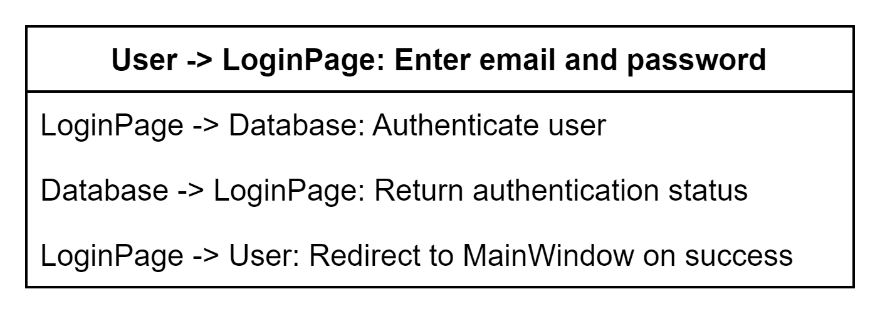 User -> LoginPage: Enter email and password
LoginPage -> Database: Authenticate user
Database -> LoginPage: Return authentication status
LoginPage -> User: Redirect to MainWindow on success